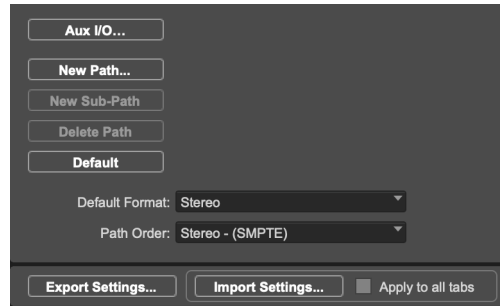 Aux I/O…
New Path...
New Sub-Path
Delete Path
Default
Default Format: Stereo
Path Order: Stereo - (SMPTE)
Export Settings... Import Settings... Apply to all tabs